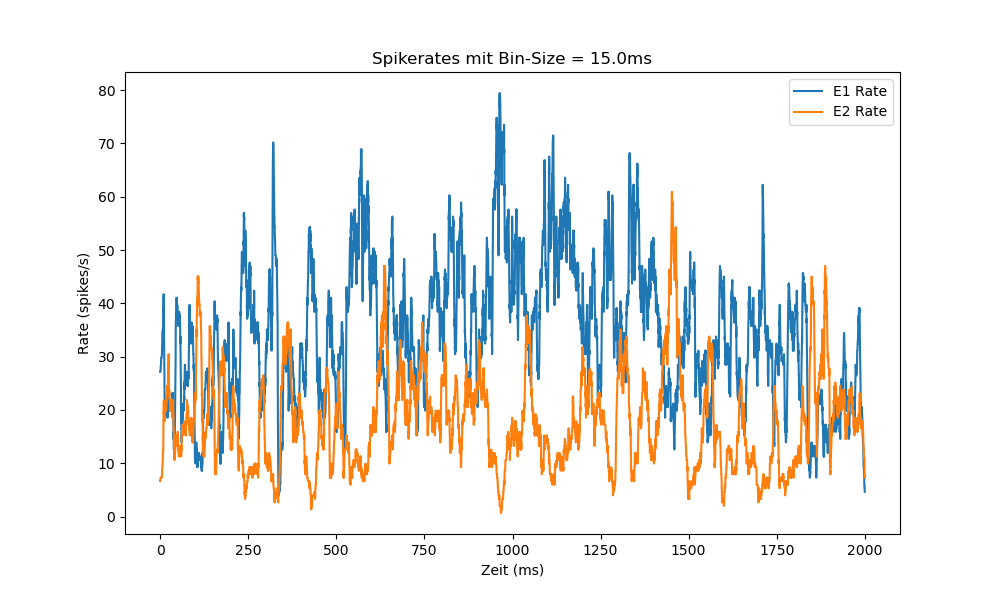 Spikerates mit Bin-Size = 15.0ms
E1 Rate
E2 Rate
Rate (spikes/s)
80
70
60
50
40
30
20
10
0
0 250 500 750 1000 1250 1500 1750 2000
Zeit (ms)